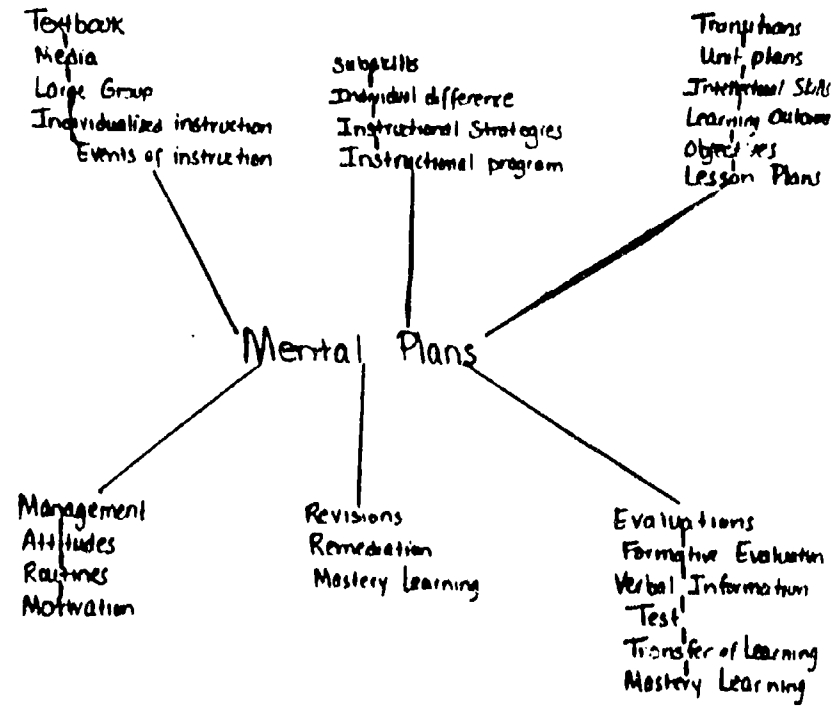 Textbook
Media
Large Group
Individualized instruction
Events of instruction
Subskills
Individual difference
Instructional Strategies
Instructional program
Transitions
Unit plans
Intellectual Skills
Learning Outcome
Objectives
Lesson Plans
Mental Plans
Management
Attitudes
Routines
Motivation
Revisions
Remediation
Mastery Learning
Evaluations
Formative Evaluation
Verbal Information
Test
Transfer of Learning
Mastery Learning